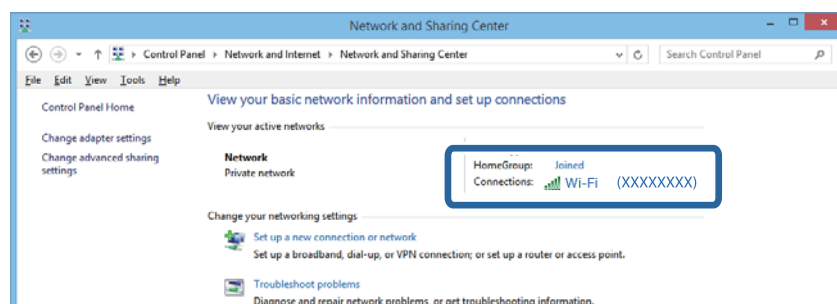 Network and Sharing Center
Control Panel Network and Internet Network and Sharing Center Search Control Panel
File Edit View Tools Help
Control Panel Home
Change adapter settings
Change advanced sharing
settings
View your basic network information and set up connections
View your active networks
Network
Private network
HomeGroup: Joined
Connections: Wi-Fi (XXXXXXXX)
Change your networking settings
Set up a new connection or network
Set up a broadband, dial-up, or VPN connection; or set up a router or access point.
Troubleshoot problems
Diagnose and repair network problems, or get troubleshooting information.